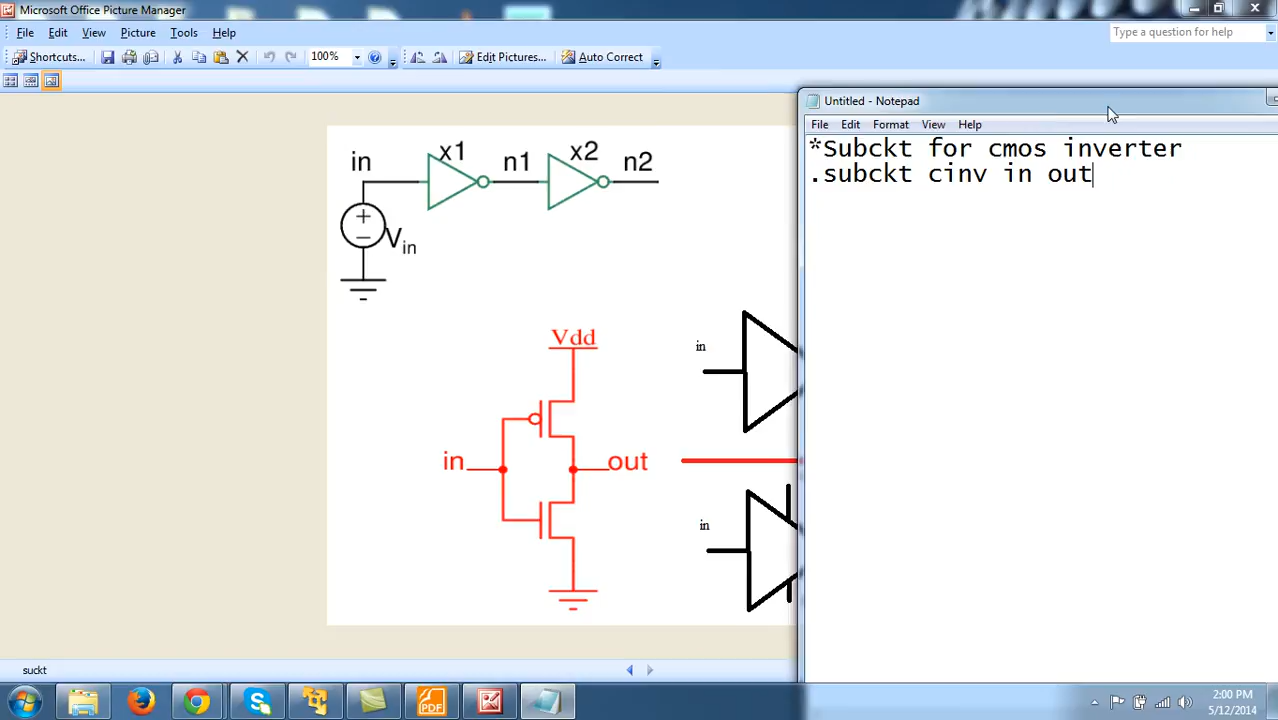 Microsoft Office Picture Manager
File Edit View Picture Tools Help
Type a question for help
Shortcuts... 100% Edit Pictures... Auto Correct
Untitled - Notepad
File Edit Format View Help
*Subckt for cmos inverter
.subckt cinv in out
in x1 n1 x2 n2
+
−
Vin
Vdd
in
in out
in
suckt
PDF
2:00 PM
5/12/2014